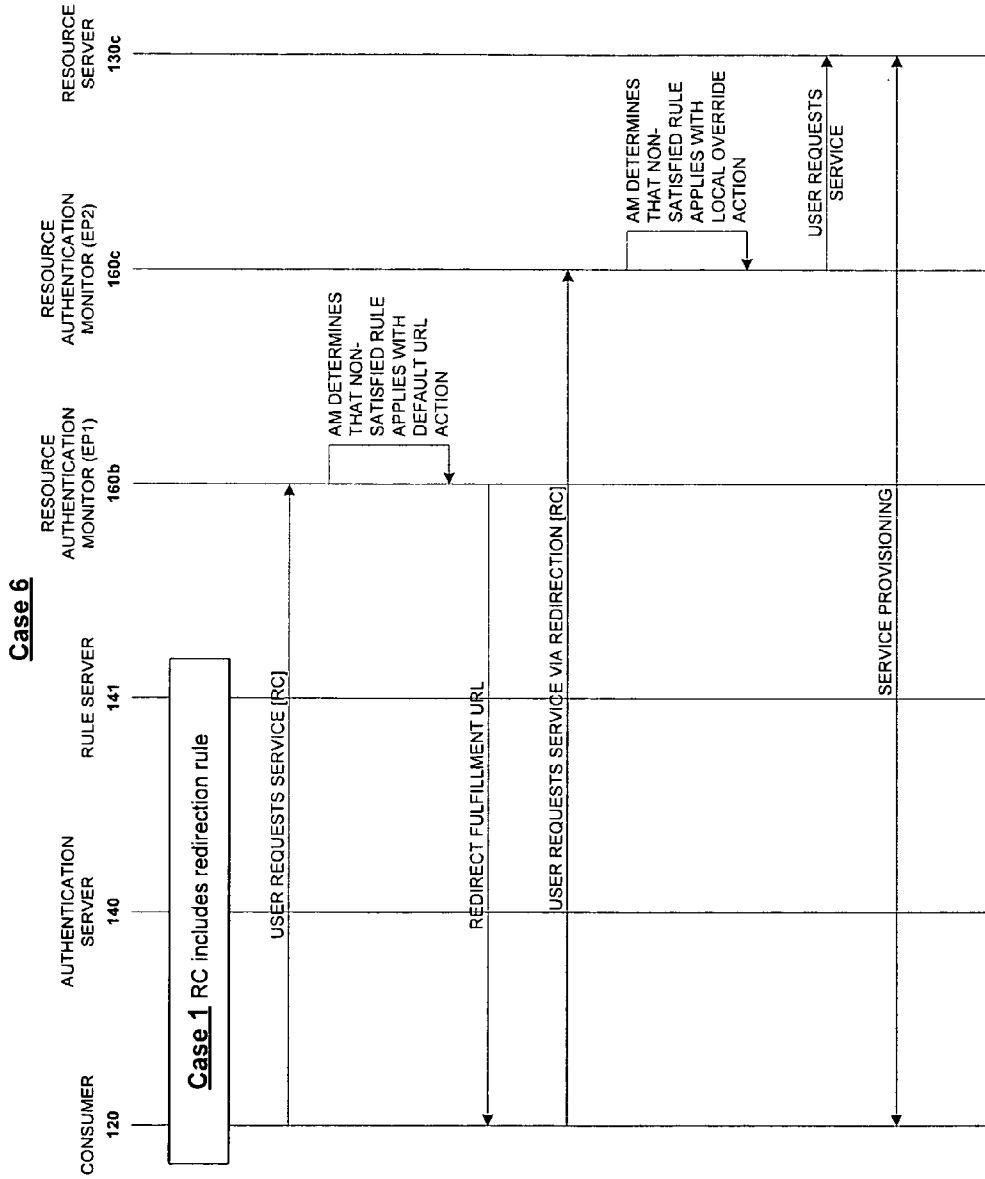 Case 6
CONSUMER
120
AUTHENTICATION
SERVER
140
RULE SERVER
141
RESOURCE
AUTHENTICATION
MONITOR (EP1)
160b
RESOURCE
AUTHENTICATION
MONITOR (EP2)
160c
RESOURCE
SERVER
130c
Case 1 RC includes redirection rule
USER REQUESTS SERVICE [RC]
AM DETERMINES
THAT NON-
SATISFIED RULE
APPLIES WITH
DEFAULT URL
ACTION
REDIRECT FULFILLMENT URL
USER REQUESTS SERVICE VIA REDIRECTION [RC]
AM DETERMINES
THAT NON-
SATISFIED RULE
APPLIES WITH
LOCAL OVERRIDE
ACTION
USER REQUESTS
SERVICE
SERVICE PROVISIONING